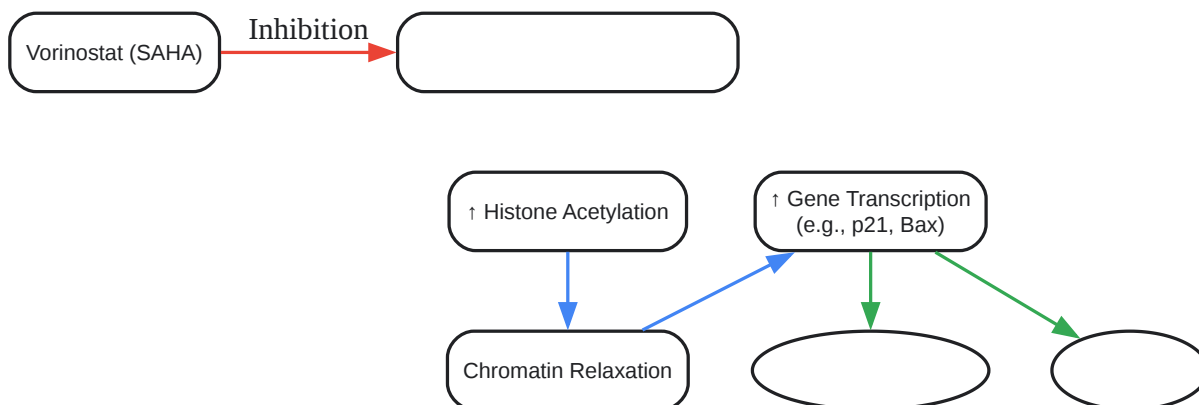 Inhibition
Vorinostat (SAHA)
↑ Histone Acetylation
↑ Gene Transcription
(e.g., p21, Bax)
Chromatin Relaxation